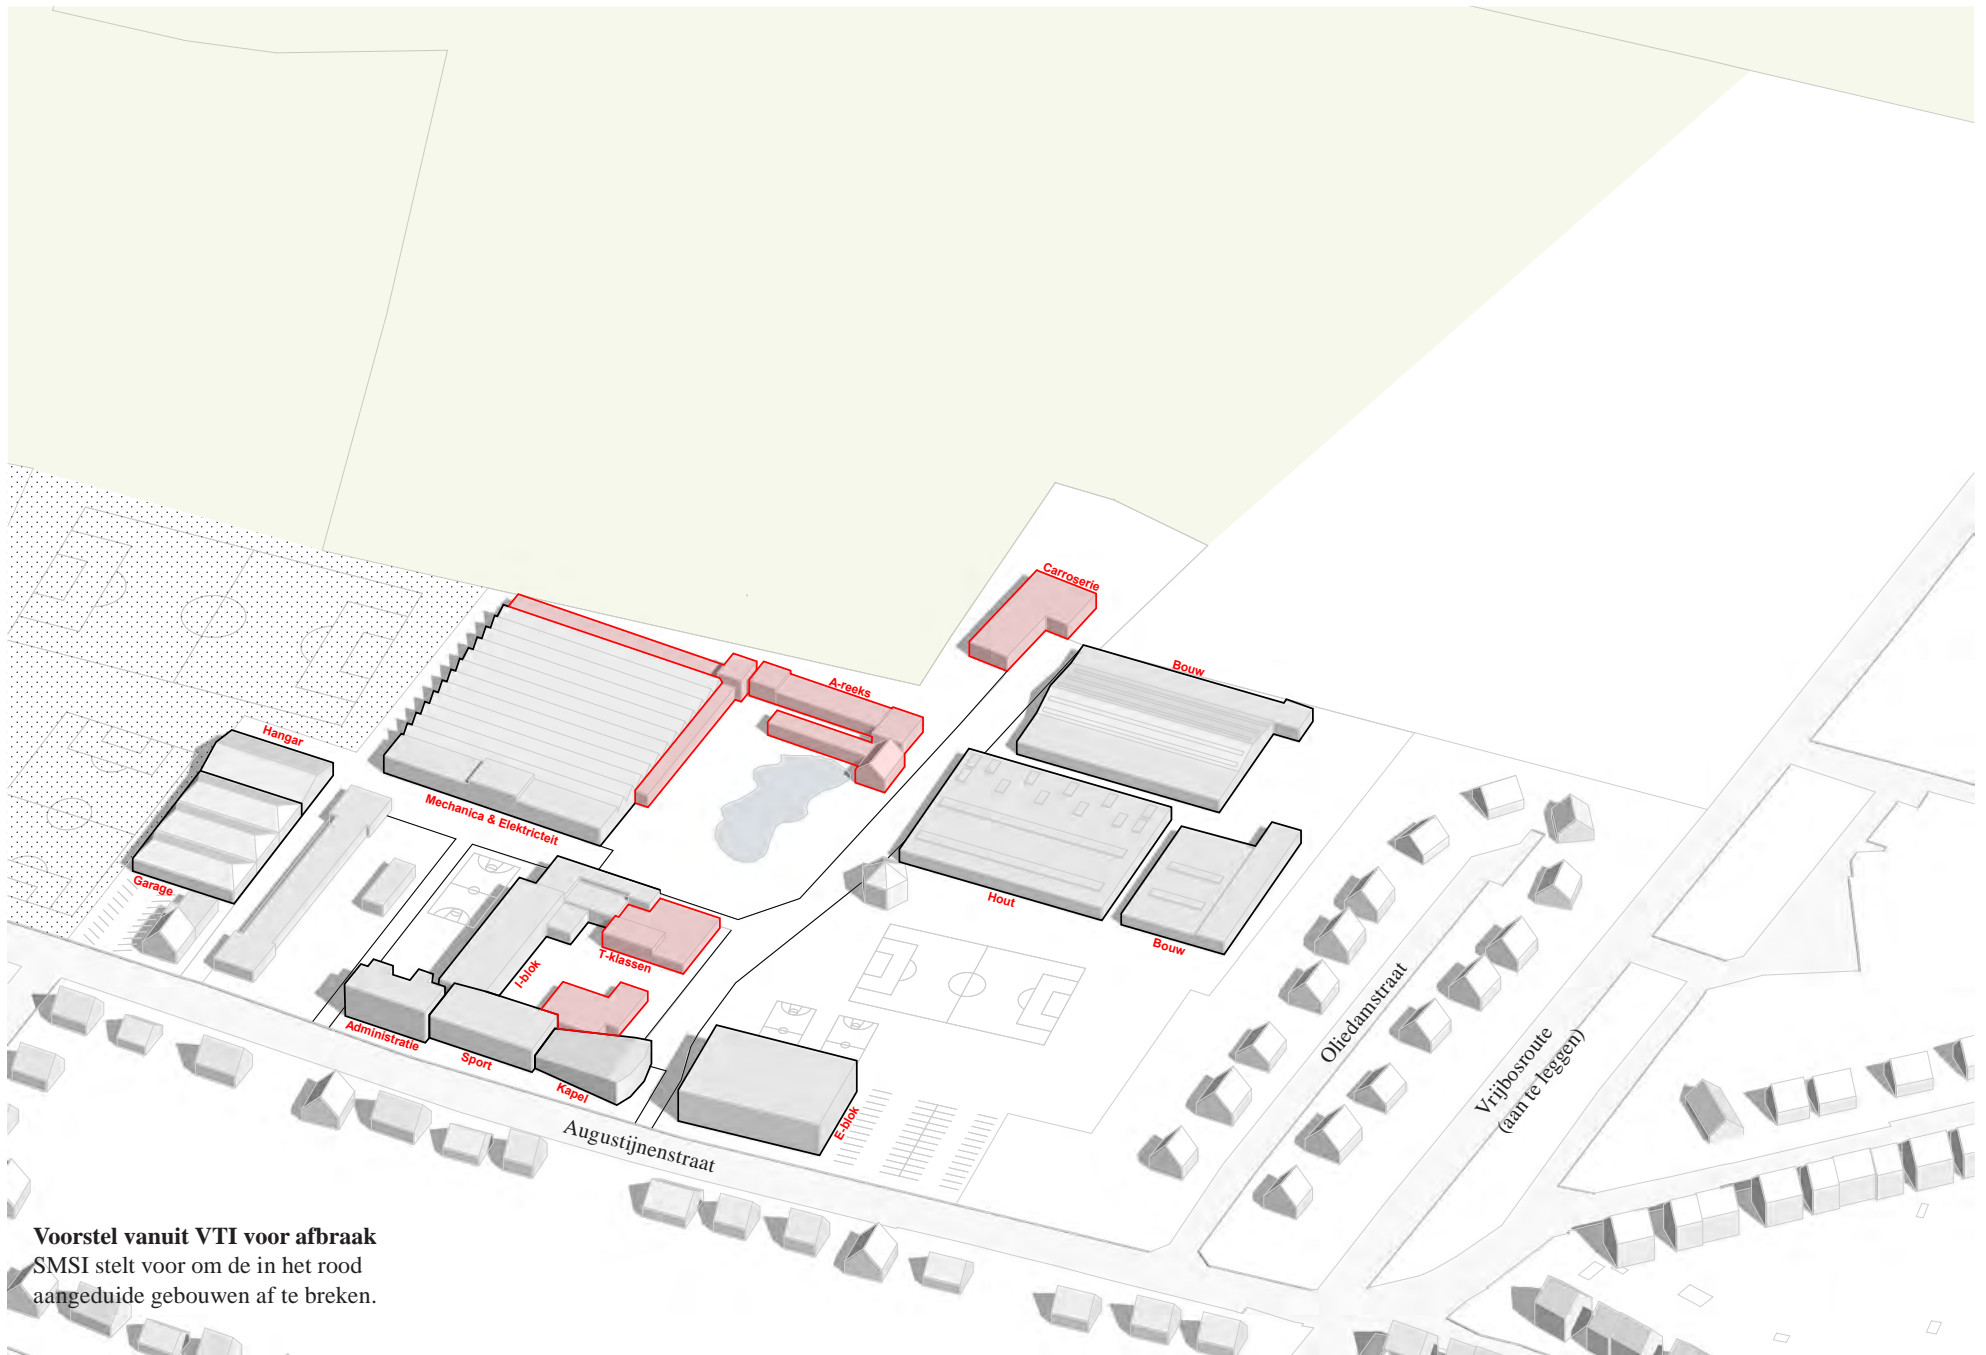 Carroserie
Bouw
A-reeks
Hangar
Mechanica & Elektricteit
Garage
Hout
Bouw
T-klassen
I-blok
Administratie
Sport
Kapel
E-blok
Oliedamstraat
Vrijbosroute
(aan te leggen)
Augustijnenstraat
Voorstel vanuit VTI voor afbraak
SMSI stelt voor om de in het rood
aangeduide gebouwen af te breken.